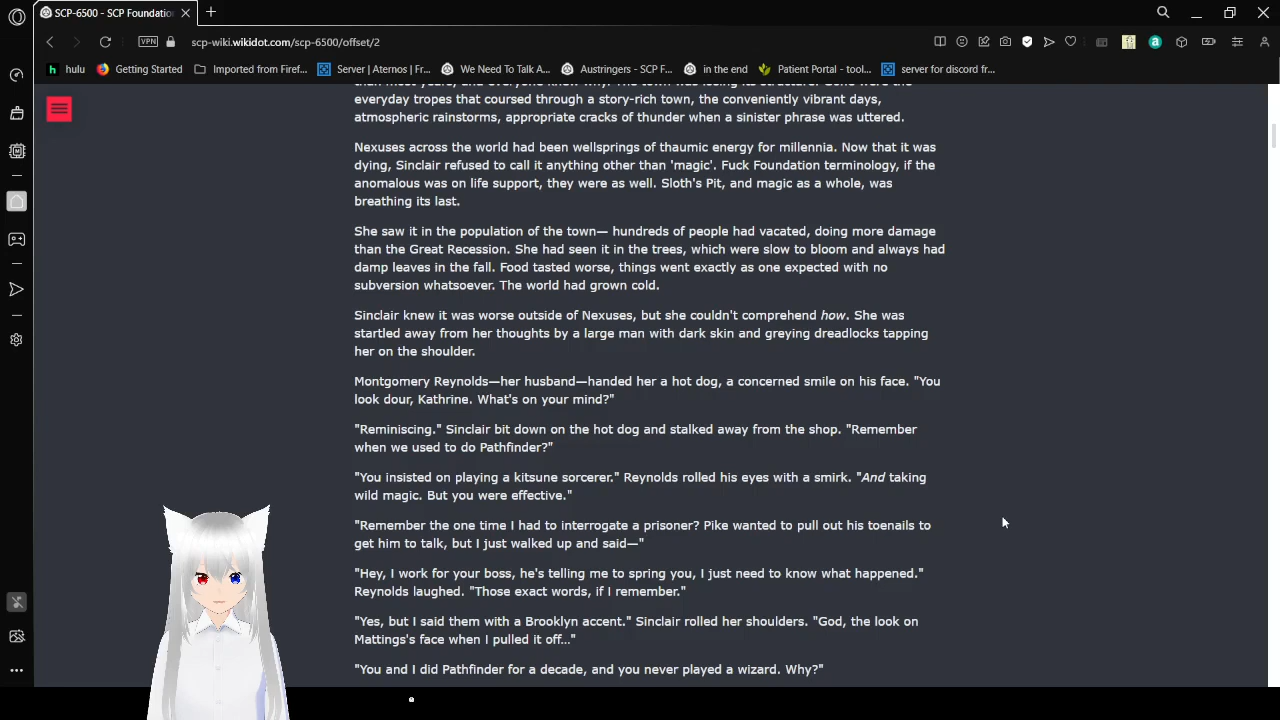 SCP-6500 - SCP Foundatio
VPN
scp-wiki.wikidot.com/scp-6500/offset/2
hulu
Getting Started
Imported from Firef...
Server | Aternos | Fr...
We Need To Talk A...
Austringers - SCP F...
in the end
Patient Portal - tool...
server for discord fr...
everyday tropes that coursed through a story-rich town, the conveniently vibrant days,
atmospheric rainstorms, appropriate cracks of thunder when a sinister phrase was uttered.
Nexuses across the world had been wellsprings of thaumic energy for millennia. Now that it was
dying, Sinclair refused to call it anything other than 'magic'. Fuck Foundation terminology, if the
anomalous was on life support, they were as well. Sloth's Pit, and magic as a whole, was
breathing its last.
She saw it in the population of the town— hundreds of people had vacated, doing more damage
than the Great Recession. She had seen it in the trees, which were slow to bloom and always had
damp leaves in the fall. Food tasted worse, things went exactly as one expected with no
subversion whatsoever. The world had grown cold.
Sinclair knew it was worse outside of Nexuses, but she couldn't comprehend how. She was
startled away from her thoughts by a large man with dark skin and greying dreadlocks tapping
her on the shoulder.
Montgomery Reynolds—her husband—handed her a hot dog, a concerned smile on his face. "You
look dour, Kathrine. What's on your mind?"
"Reminiscing." Sinclair bit down on the hot dog and stalked away from the shop. "Remember
when we used to do Pathfinder?"
"You insisted on playing a kitsune sorcerer." Reynolds rolled his eyes with a smirk. "And taking
wild magic. But you were effective."
"Remember the one time I had to interrogate a prisoner? Pike wanted to pull out his toenails to
get him to talk, but I just walked up and said—"
"Hey, I work for your boss, he's telling me to spring you, I just need to know what happened."
Reynolds laughed. "Those exact words, if I remember."
"Yes, but I said them with a Brooklyn accent." Sinclair rolled her shoulders. "God, the look on
Mattings's face when I pulled it off..."
"You and I did Pathfinder for a decade, and you never played a wizard. Why?"